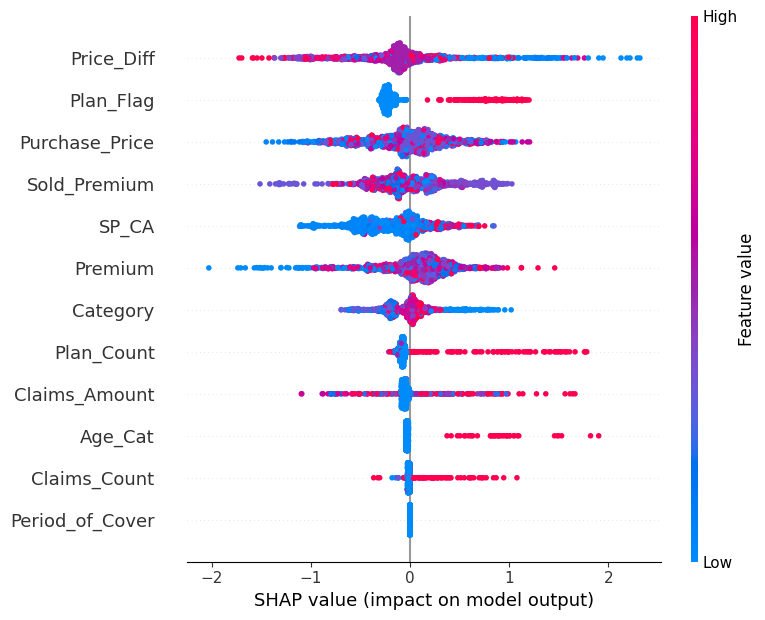 High
Price_Diff
Plan_Flag
Purchase_Price
Sold_Premium
SP_CA
Premium
Category
Plan_Count
Claims_Amount
Age_Cat
Claims_Count
Period_of_Cover
Feature value
Low
−2 −1 0 1 2
SHAP value (impact on model output)